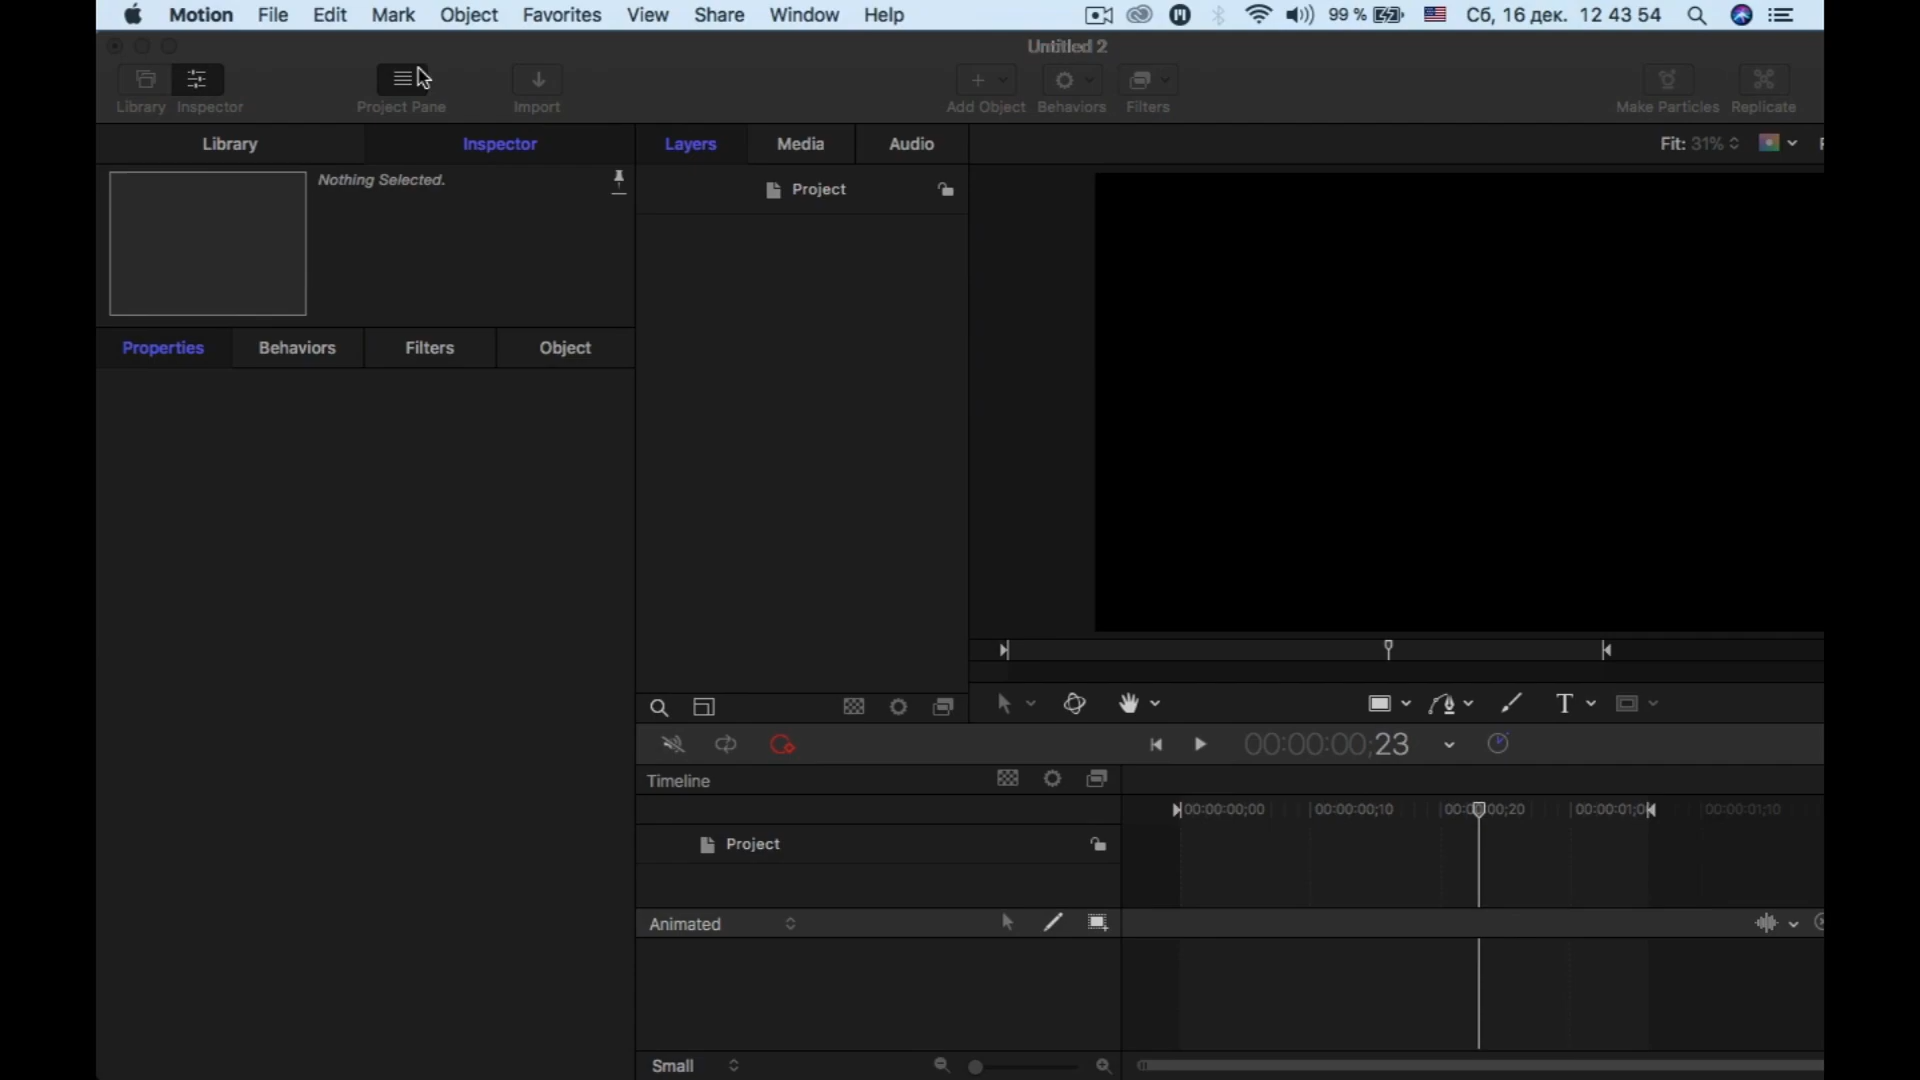 Motion File Edit Mark Object Favorites View Share Window Help 99 % Сб, 16 дек. 12 43 54
Untitled 2
Library Inspector Project Pane Import Add Object Behaviors Filters Make Particles Replicate
Library Inspector Layers Media Audio Fit: 31%
Nothing Selected.
Project
Properties Behaviors Filters Object
00:00:00;23
Timeline
00:00:00;00 00:00:00;10 00:00:00;20 00:00:01;0 00:00:01;10
Project
Animated
Small